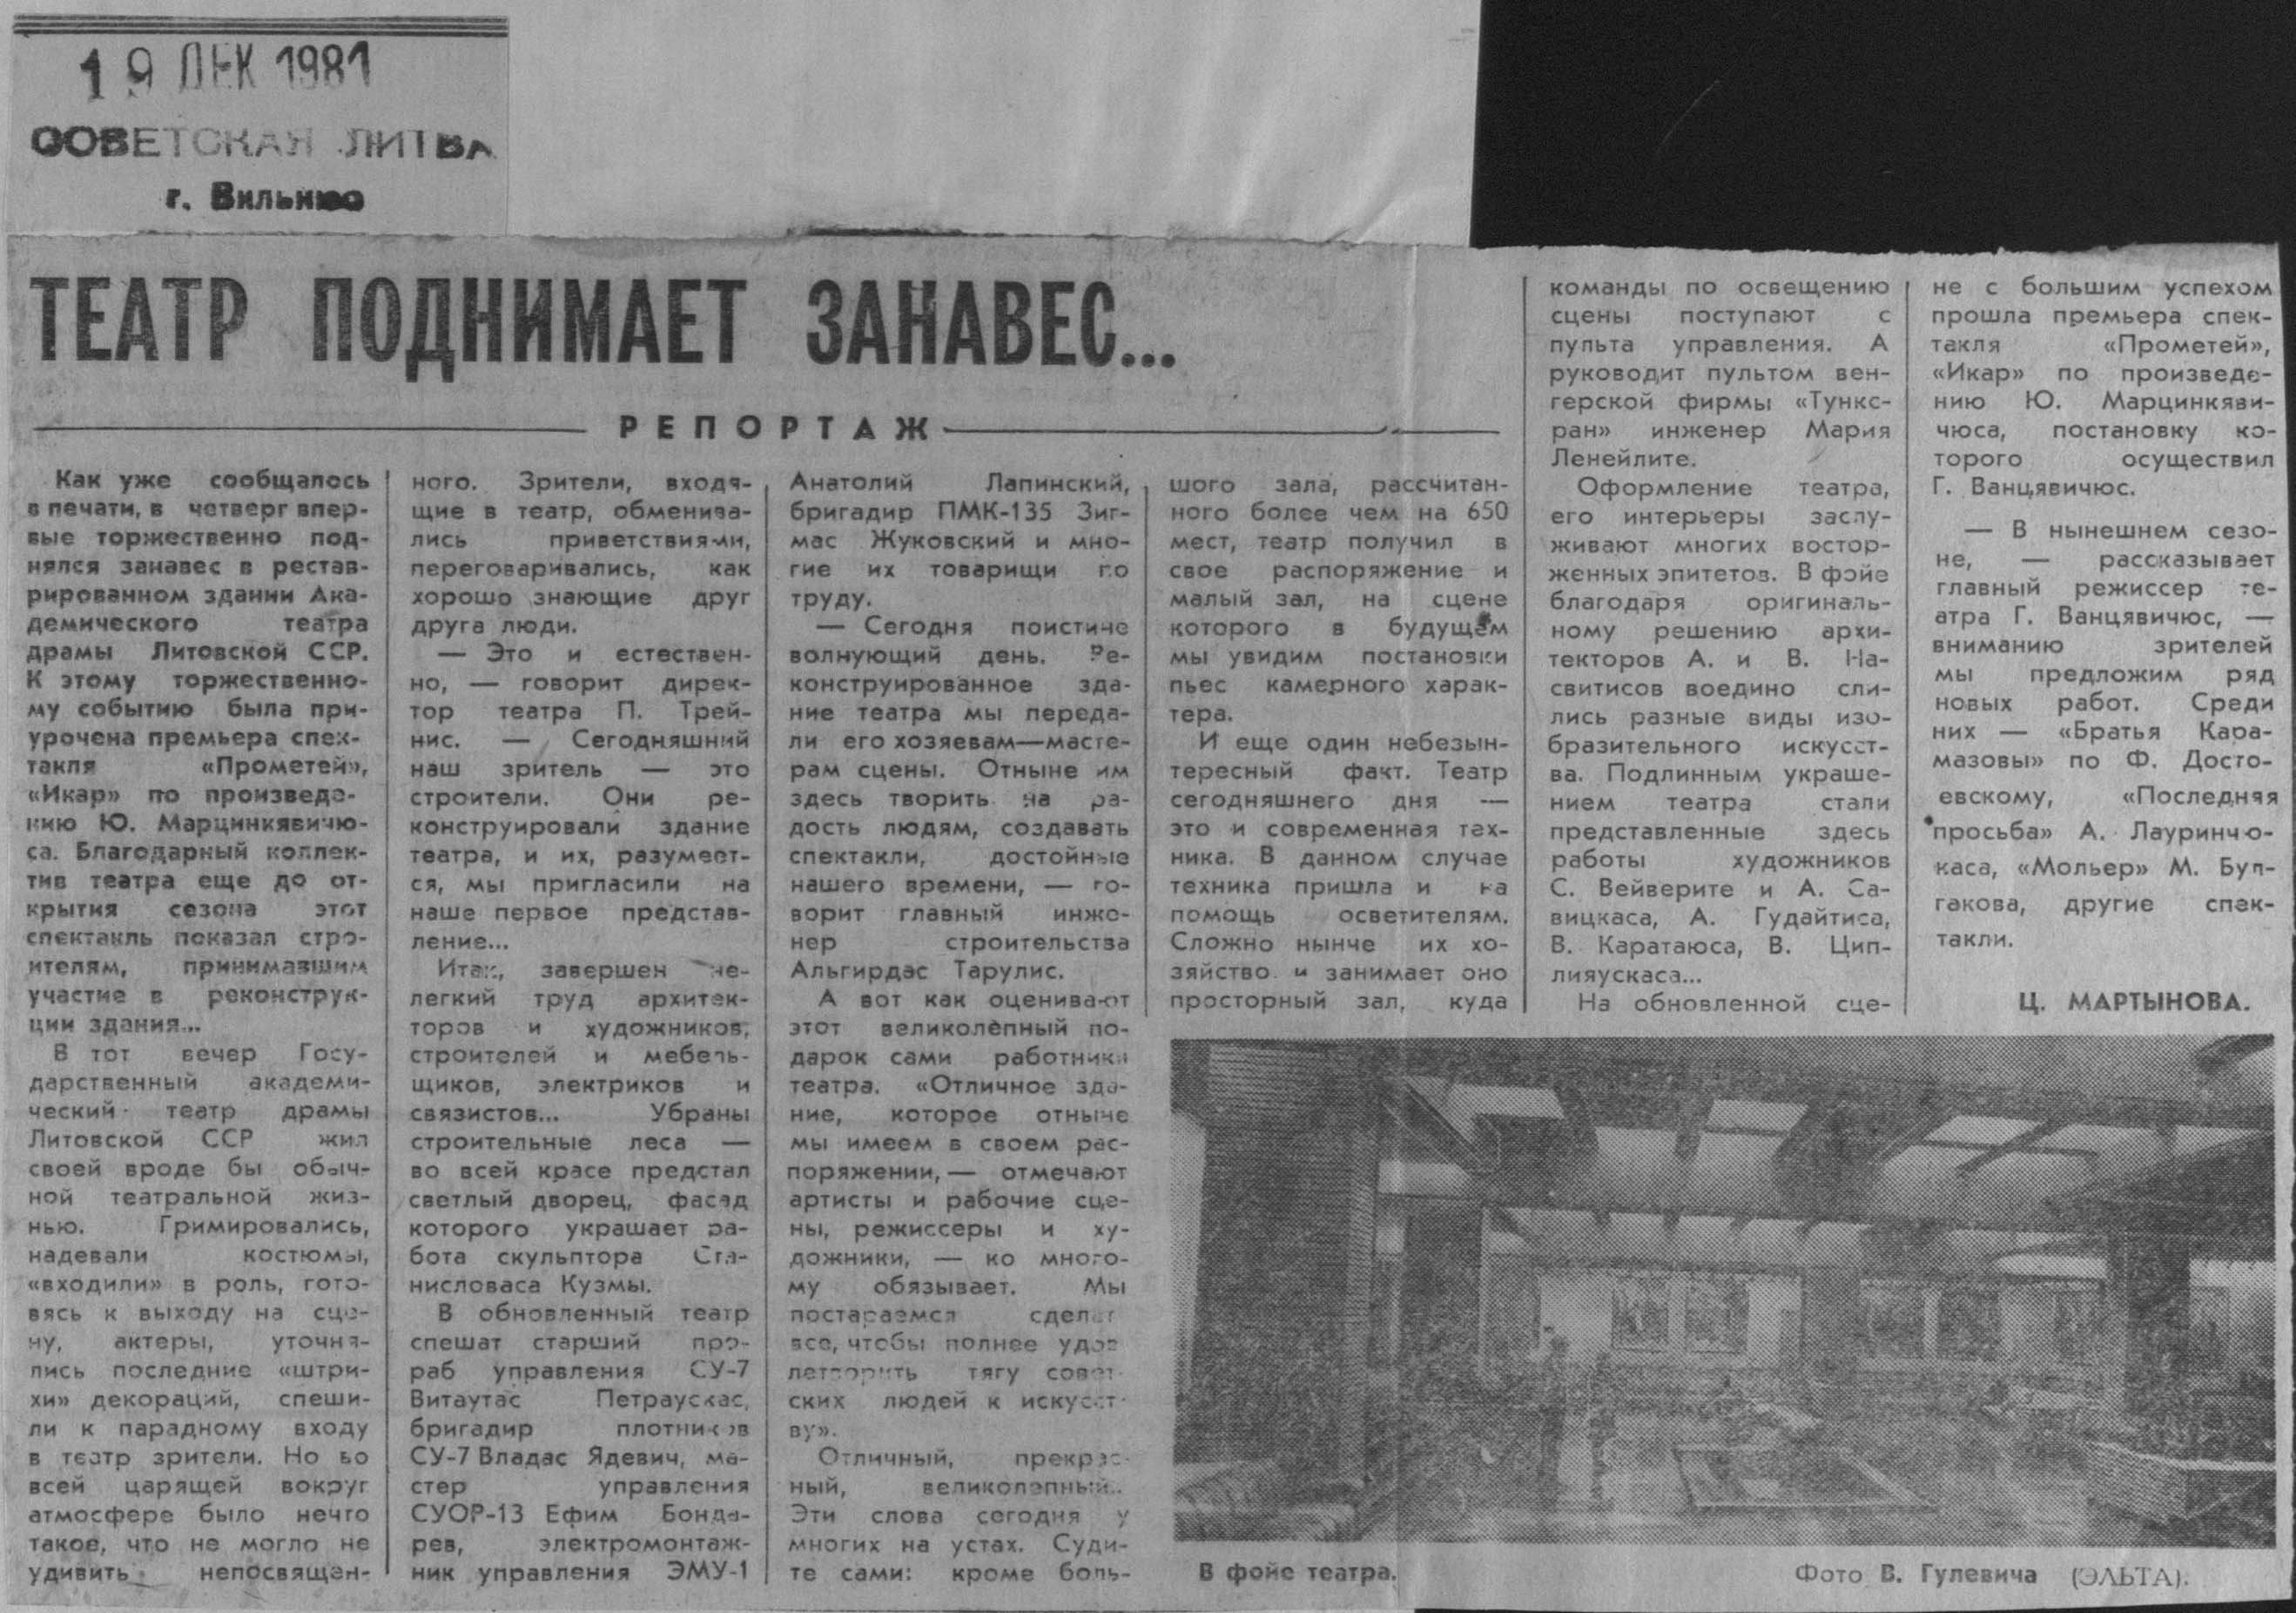 19 ДЕК 1981
СОВЕТСКАЯ ЛИТВА
г. Вильнюс
ТЕАТР ПОДНИМАЕТ ЗАНАВЕС...
РЕПОРТАЖ
Как уже сообщалось
в печати, в четверг впер-
вые торжественно под-
нялся занавес в рестав-
рированном здании Ака-
демического театра
драмы Литовской ССР.
К этому торжественно-
му событию была при-
урочена премьера спек-
такля «Прометей»,
«Икар» по произведе-
нию Ю. Марцинкявичю-
са. Благодарный коллек-
тив театра еще до от-
крытия сезона этот
спектакль показал стро-
ителям, принимавшим
участие в реконструк-
ции здания...
В тот вечер Госу-
дарственный академи-
ческий театр драмы
Литовской ССР жил
своей вроде бы обыч-
ной театральной жиз-
нью. Гримировались,
надевали костюмы,
«входили» в роль, гото-
вясь к выходу на сце-
ну, актеры, уточня-
лись последние «штри-
хи» декораций, спеши-
ли к парадному входу
в театр зрители. Но во
всей царящей вокруг
атмосфере было нечто
такое, что не могло не
удивить непосвящен-
ного. Зрители, входя-
щие в театр, обменива-
лись приветствиями,
переговаривались, как
хорошо знающие друг
друга люди.
— Это и естествен-
но, — говорит дирек-
тор театра П. Трей-
нис. — Сегодняшний
наш зритель — это
строители. Они ре-
конструировали здание
театра, и их, разумеет-
ся, мы пригласили на
наше первое представ-
ление...
Итак, завершен не-
легкий труд архитек-
торов и художников,
строителей и мебель-
щиков, электриков и
связистов... Убраны
строительные леса —
во всей красе предстал
светлый дворец, фасад
которого украшает ра-
бота скульптора Ста-
нисловаса Кузмы.
В обновленный театр
спешат старший про-
раб управления СУ-7
Витаутас Петраускас,
бригадир плотников
СУ-7 Владас Ядевич, ма-
стер управления
СУОР-13 Ефим Бонда-
рев, электромонтаж-
ник управления ЭМУ-1
Анатолий Лапинский,
бригадир ПМК-135 Зиг-
мас Жуковский и мно-
гие их товарищи по
труду.
— Сегодня поистине
волнующий день. Ре-
конструированное зда-
ние театра мы переда-
ли его хозяевам—масте-
рам сцены. Отныне им
здесь творить на ра-
дость людям, создавать
спектакли, достойные
нашего времени, — го-
ворит главный инже-
нер строительства
Альгирдас Тарулис.
А вот как оценивают
этот великолепный по-
дарок сами работники
театра. «Отличное зда-
ние, которое отныне
мы имеем в своем рас-
поряжении, — отмечают
артисты и рабочие сце-
ны, режиссеры и ху-
дожники, — ко много-
му обязывает. Мы
постараемся сделать
все, чтобы полнее удов-
летворить тягу совет-
ских людей к искусст-
ву».
Отличный, прекрас-
ный, великолепный...
Эти слова сегодня у
многих на устах. Суди-
те сами: кроме боль-
шого зала, рассчитан-
ного более чем на 650
мест, театр получил в
свое распоряжение и
малый зал, на сцене
которого в будущем
мы увидим постановки
пьес камерного харак-
тера.
И еще один небезын-
тересный факт. Театр
сегодняшнего дня —
это и современная тех-
ника. В данном случае
техника пришла и на
помощь осветителям.
Сложно нынче их хо-
зяйство и занимает оно
просторный зал, куда
команды по освещению
сцены поступают с
пульта управления. А
руководит пультом вен-
герской фирмы «Тункс-
ран» инженер Мария
Ленейлите.
Оформление театра,
его интерьеры заслу-
живают многих востор-
женных эпитетов. В фойе
благодаря оригиналь-
ному решению архи-
текторов А. и В. На-
свитисов воедино сли-
лись разные виды изо-
бразительного искусст-
ва. Подлинным украше-
нием театра стали
представленные здесь
работы художников
С. Вейверите и А. Са-
вицкаса, А. Гудайтиса,
В. Каратаюса, В. Цип-
лияускаса...
На обновленной сце-
не с большим успехом
прошла премьера спек-
такля «Прометей»,
«Икар» по произведе-
нию Ю. Марцинкяви-
чюса, постановку ко-
торого осуществил
Г. Ванцявичюс.
— В нынешнем сезо-
не, — рассказывает
главный режиссер те-
атра Г. Ванцявичюс, —
вниманию зрителей
мы предложим ряд
новых работ. Среди
них — «Братья Кара-
мазовы» по Ф. Досто-
евскому, «Последняя
просьба» А. Лауринчю-
каса, «Мольер» М. Бул-
гакова, другие спек-
такли.
Ц. МАРТЫНОВА.
В фойе театра.
Фото В. Гулевича (ЭЛЬТА).